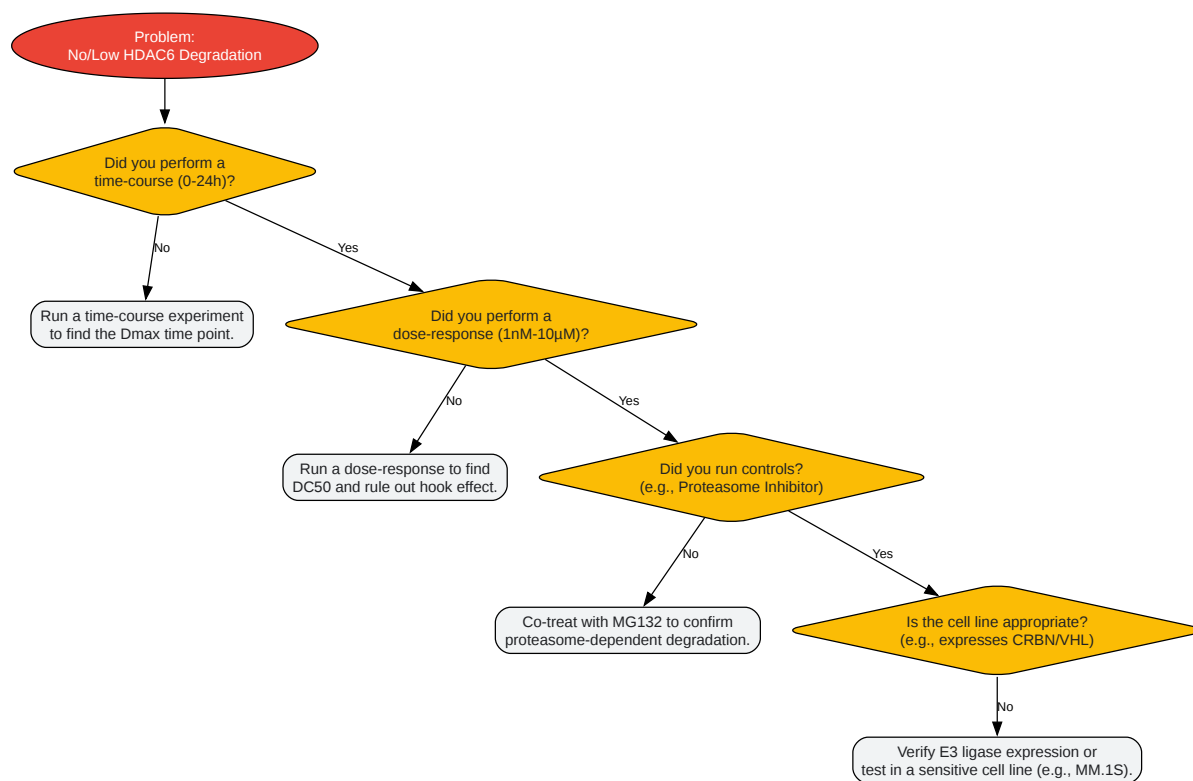 Problem:
No/Low HDAC6 Degradation
Did you perform a
time-course (0-24h)?
No
Yes
Run a time-course experiment
to find the Dmax time point.
Did you perform a
dose-response (1nM-10µM)?
No
Yes
Run a dose-response to find
DC50 and rule out hook effect.
Did you run controls?
(e.g., Proteasome Inhibitor)
No
Yes
Co-treat with MG132 to confirm
proteasome-dependent degradation.
Is the cell line appropriate?
(e.g., expresses CRBN/VHL)
No
Verify E3 ligase expression or
test in a sensitive cell line (e.g., MM.1S).